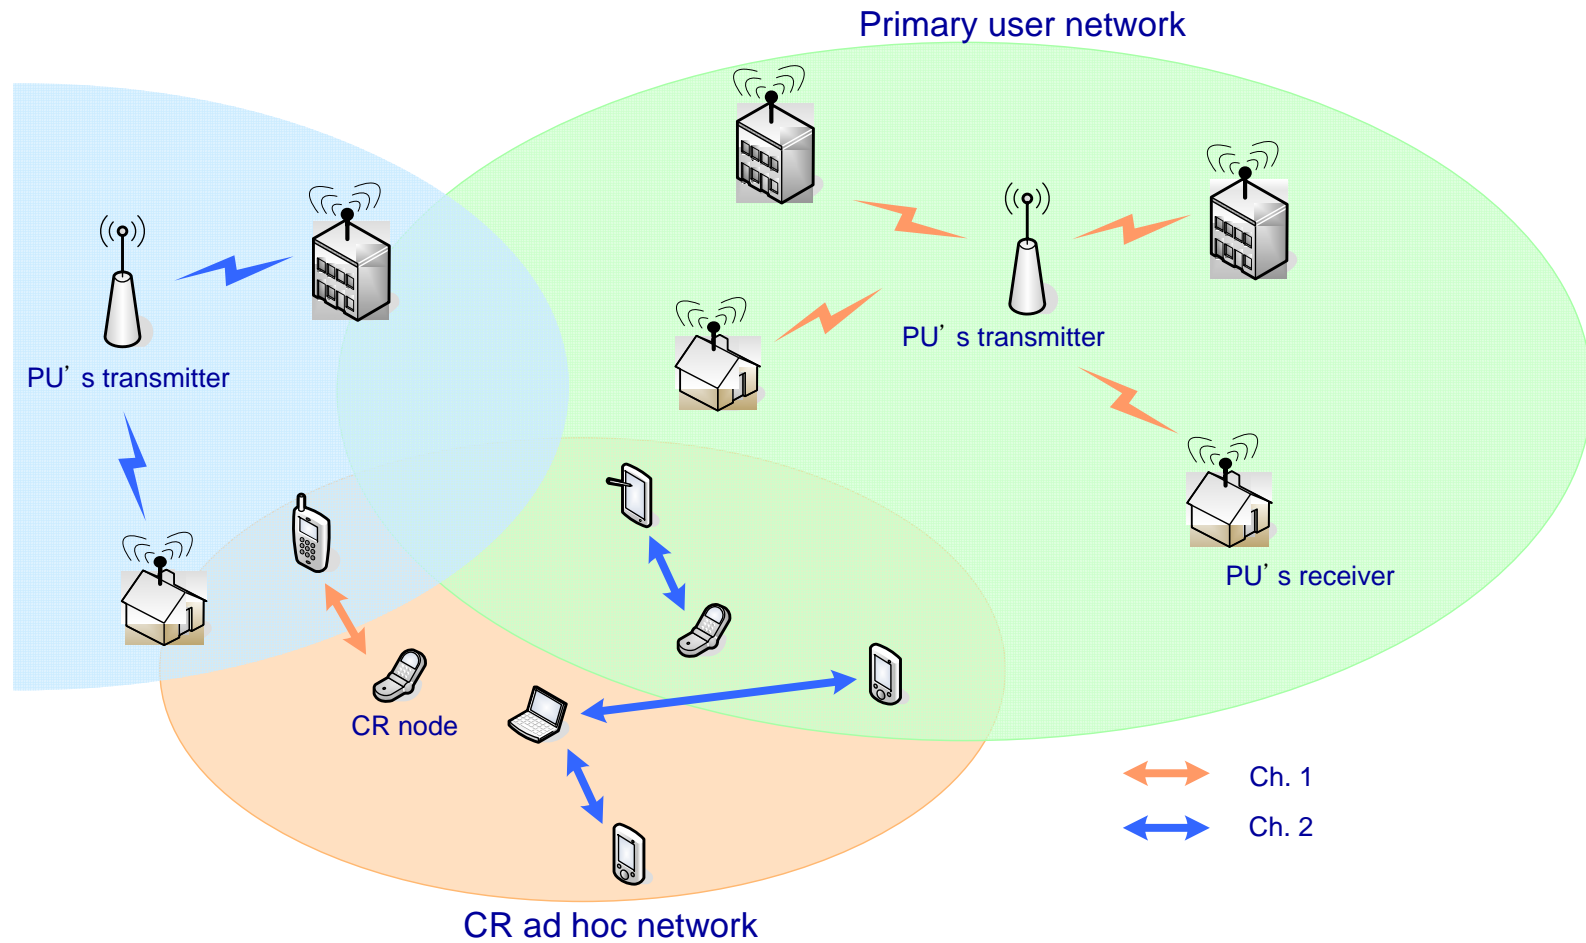 Primary user network
PU’ s transmitter
PU’ s transmitter
PU’ s receiver
CR node
Ch. 1
Ch. 2
CR ad hoc network